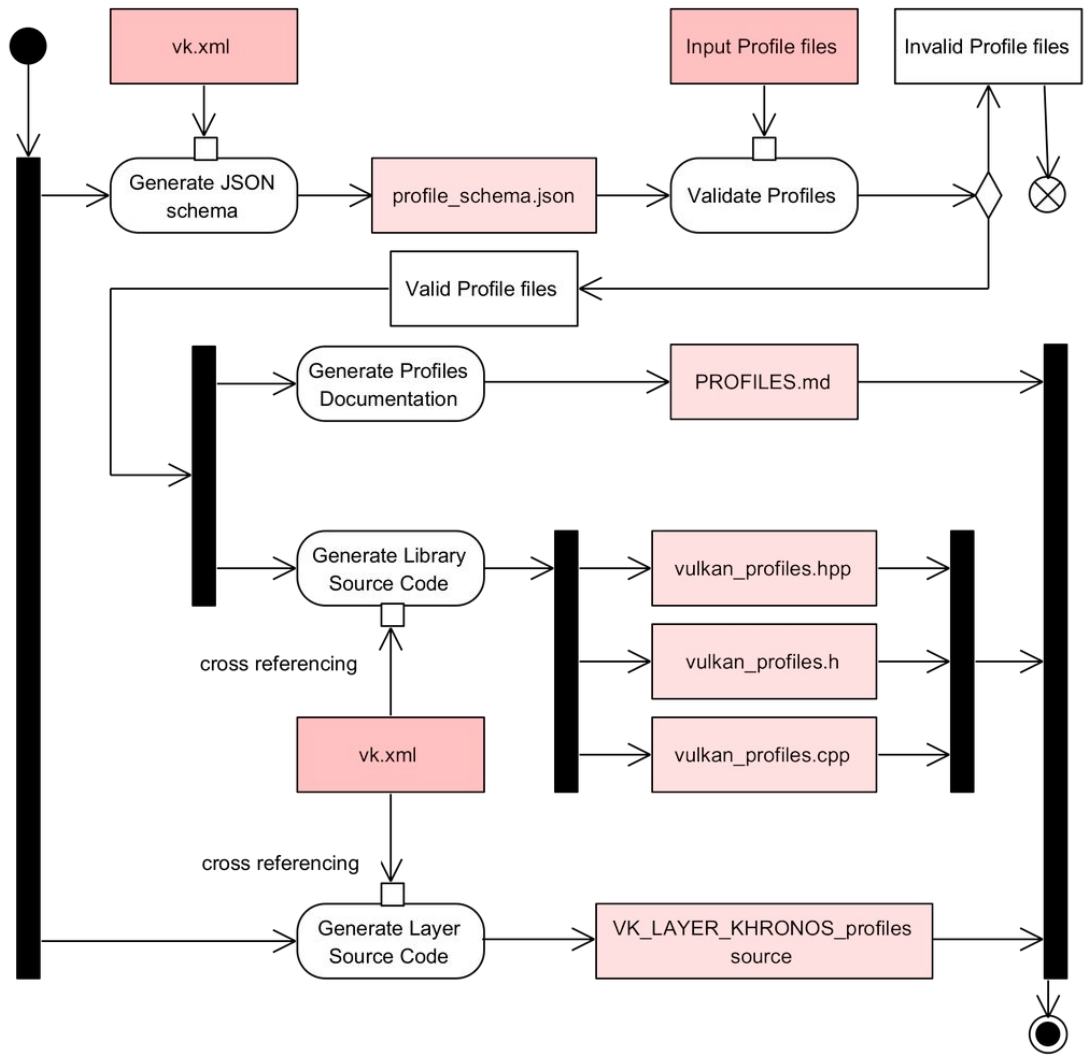 vk.xml
Input Profile files
Invalid Profile files
Generate JSON
schema
profile_schema.json
Validate Profiles
Valid Profile files
Generate Profiles
Documentation
PROFILES.md
Generate Library
Source Code
vulkan_profiles.hpp
cross referencing
vulkan_profiles.h
vk.xml
vulkan_profiles.cpp
cross referencing
Generate Layer
Source Code
VK_LAYER_KHRONOS_profiles
source